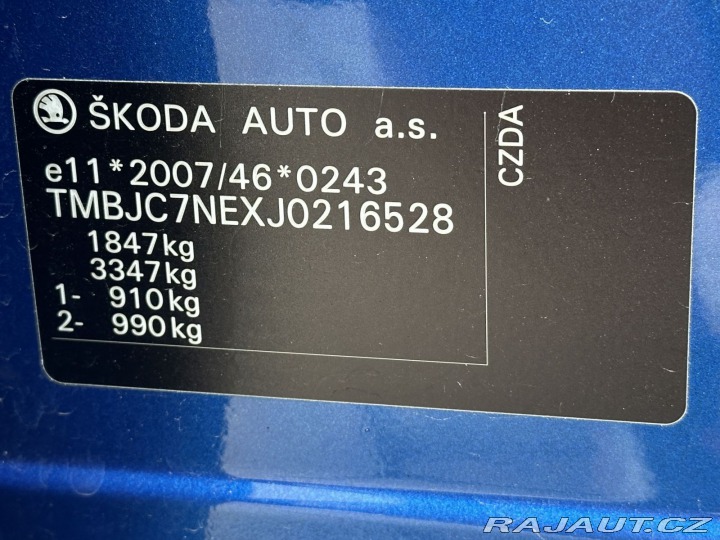 ŠKODA AUTO a.s.
e11*2007/46*0243
TMBJC7NEXJ0216528
1847kg
3347kg
1- 910kg
2- 990kg
CZDA
RAJAUT.CZ